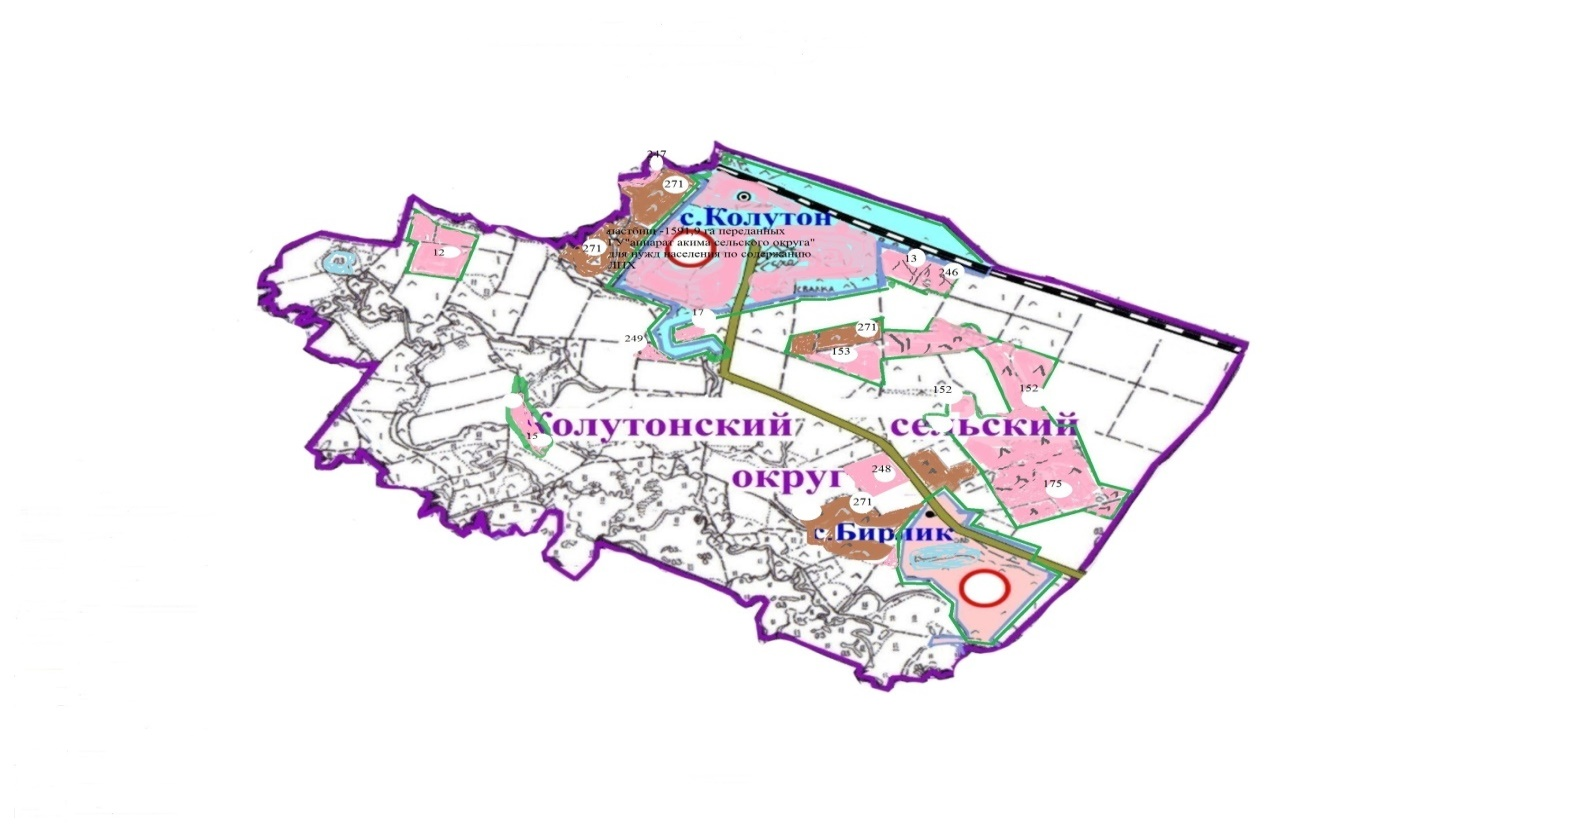 247
271
с.Колутон
пастбищ -1591,9 га переданных
ГУ"аппарат акима сельского округа"
для нужд населения по содержанию
ЛПХ
271
12
13
246
свалка
17
249
271
153
152
152
15
Колутонский сельский
округ
248
175
271
с.Бирлик